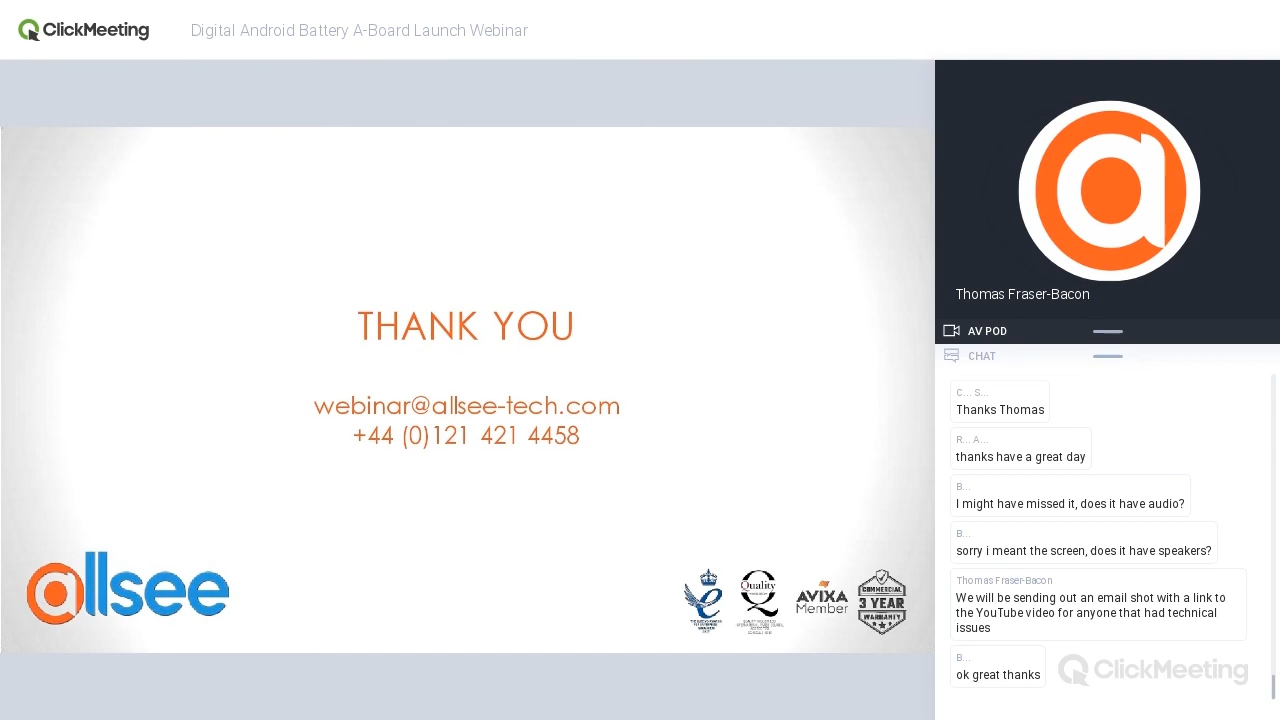 ClickMeeting
Digital Android Battery A-Board Launch Webinar
THANK YOU
webinar@allsee-tech.com
+44 (0)121 421 4458
allsee
Quality
AVIXA
Member
COMMERCIAL
3 YEAR
WARRANTY
Thomas Fraser-Bacon
AV POD
CHAT
C... S...
Thanks Thomas
R... A...
thanks have a great day
B...
I might have missed it, does it have audio?
B...
sorry i meant the screen, does it have speakers?
Thomas Fraser-Bacon
We will be sending out an email shot with a link to
the YouTube video for anyone that had technical
issues
B...
ok great thanks
ClickMeeting